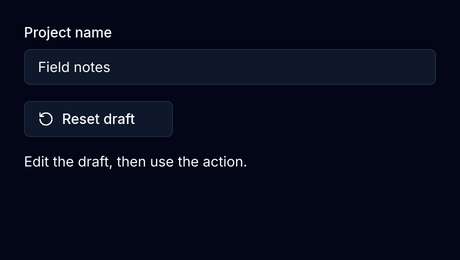 Project name
Field notes
Reset draft
Edit the draft, then use the action.